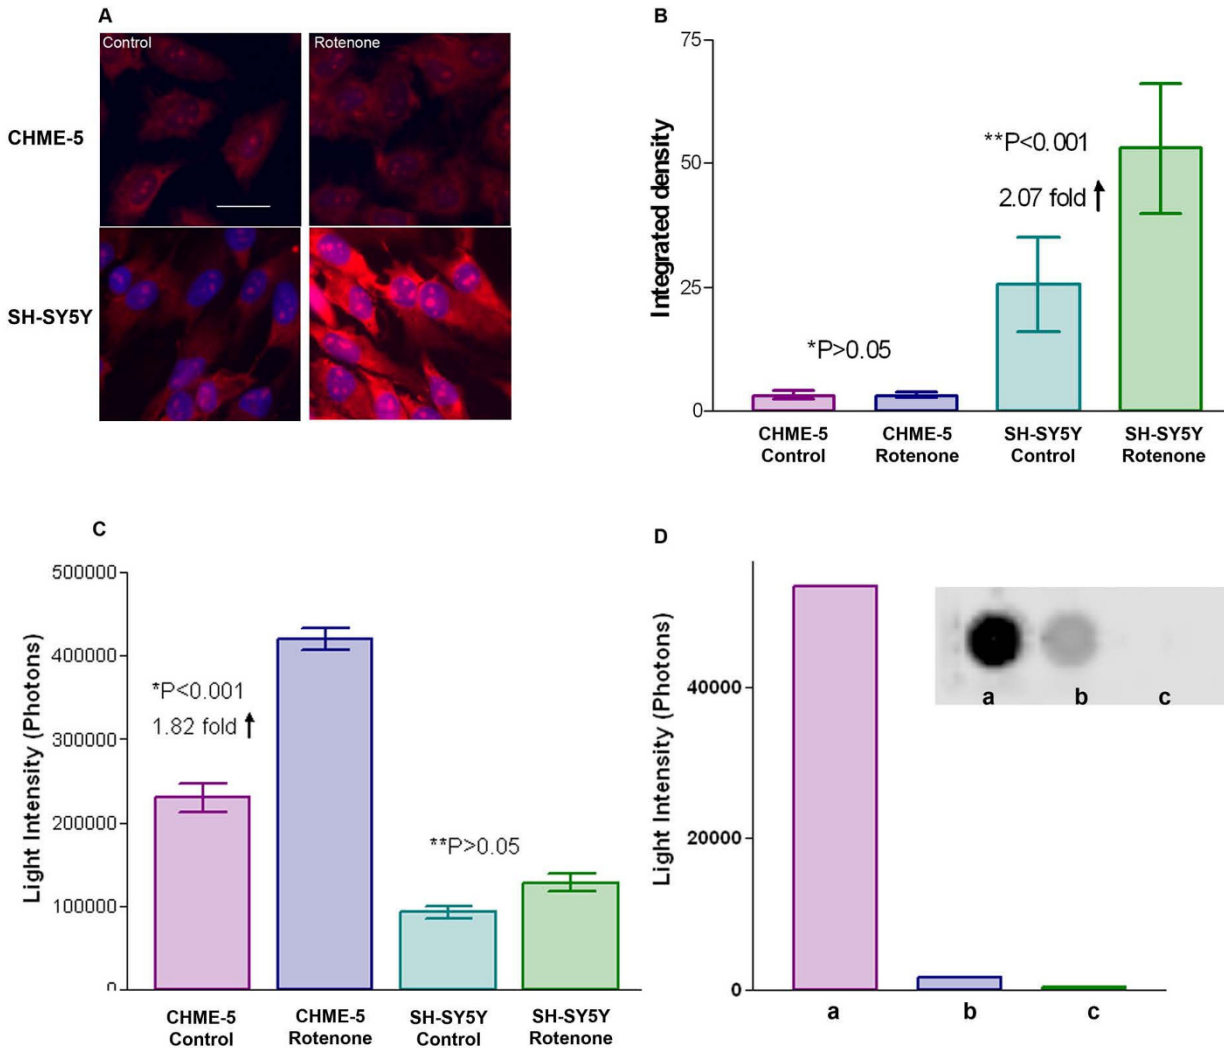 A
Control
Rotenone
CHME-5
SH-SY5Y
B
Integrated density
75
50
25
0
*P>0.05
**P<0.001
2.07 fold
CHME-5
Control
CHME-5
Rotenone
SH-SY5Y
Control
SH-SY5Y
Rotenone
C
Light Intensity (Photons)
500000
400000
300000
200000
100000
0
*P<0.001
1.82 fold
**P>0.05
CHME-5
Control
CHME-5
Rotenone
SH-SY5Y
Control
SH-SY5Y
Rotenone
D
Light Intensity (Photons)
40000
20000
0
a b c
a b c